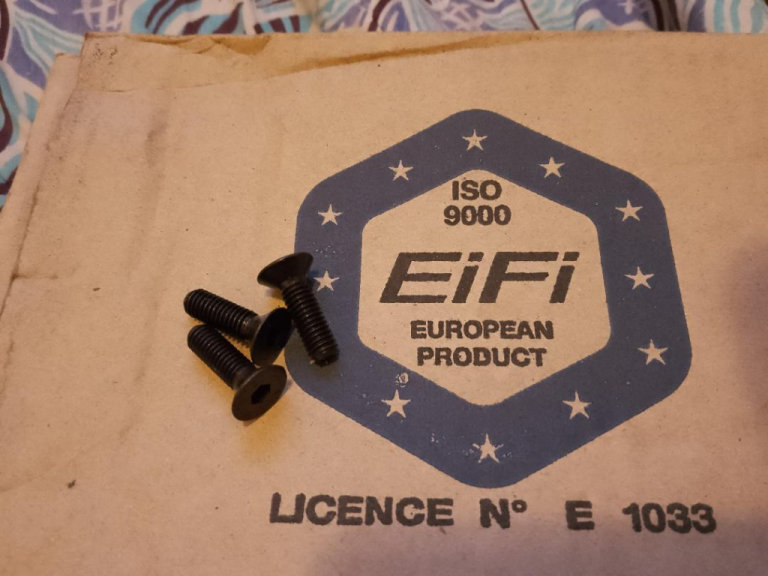 ISO
9000
EiFi
EUROPEAN
PRODUCT
LICENCE N° E 1033